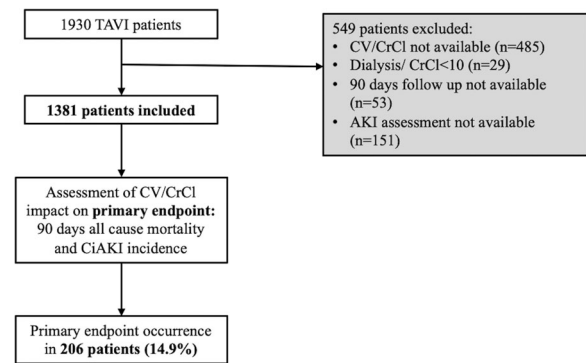 1930 TAVI patients
549 patients excluded:
• CV/CrCl not available (n=485)
• Dialysis/ CrCl<10 (n=29)
• 90 days follow up not available
(n=53)
• AKI assessment not available
(n=151)
1381 patients included
Assessment of CV/CrCl
impact on primary endpoint:
90 days all cause mortality
and CiAKI incidence
Primary endpoint occurrence
in 206 patients (14.9%)